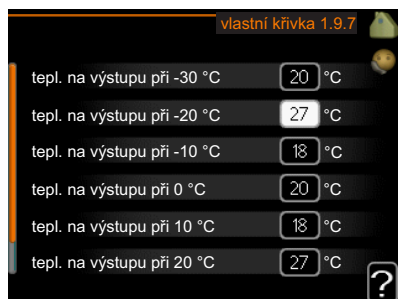 vlastní křivka 1.9.7
tepl. na výstupu při -30 °C 20 °C
tepl. na výstupu při -20 °C 27 °C
tepl. na výstupu při -10 °C 18 °C
tepl. na výstupu při 0 °C 20 °C
tepl. na výstupu při 10 °C 18 °C
tepl. na výstupu při 20 °C 27 °C
?